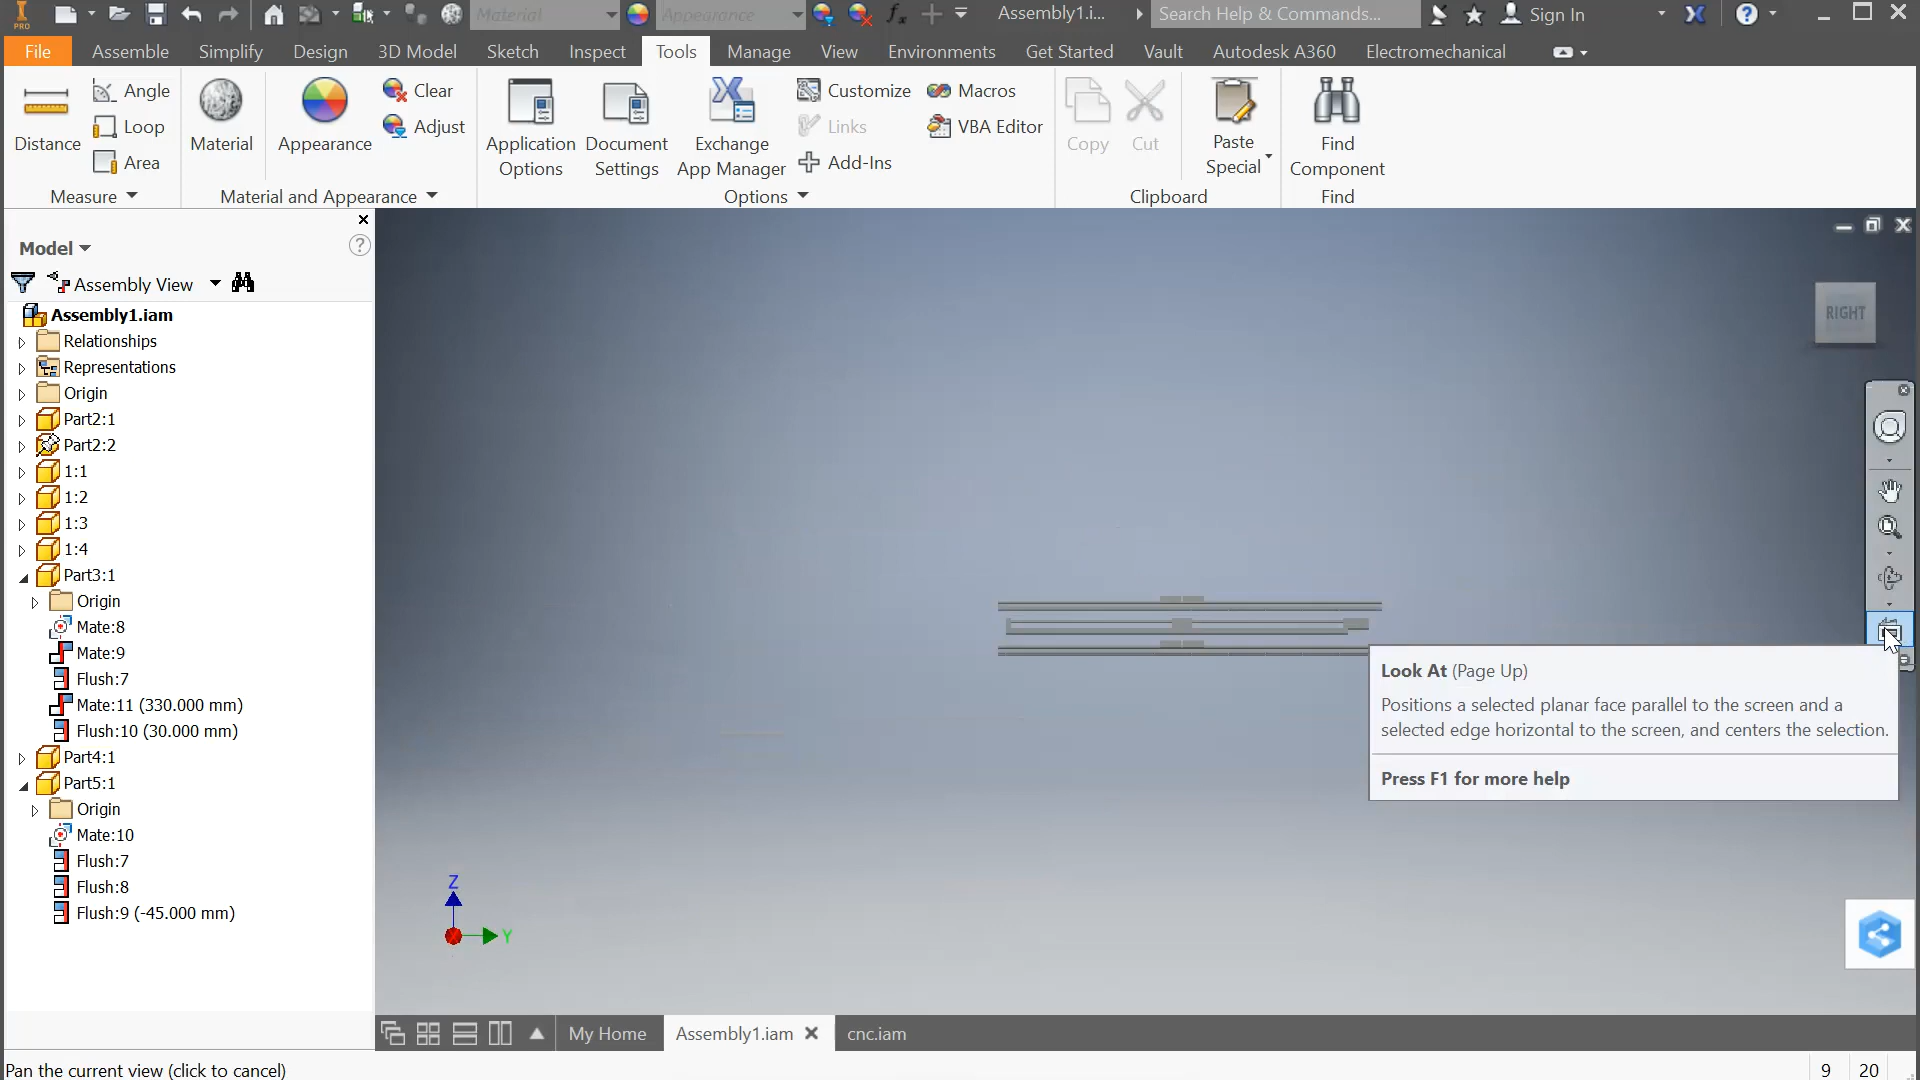 PRO
Material
Appearance
Assembly1.i...
Search Help & Commands...
Sign In
File
Assemble
Simplify
Design
3D Model
Sketch
Inspect
Tools
Manage
View
Environments
Get Started
Vault
Autodesk A360
Electromechanical
Distance
Angle
Loop
Area
Measure
Material
Appearance
Clear
Adjust
Material and Appearance
Application
Options
Document
Settings
Exchange
App Manager
Customize
Links
Add-Ins
Macros
VBA Editor
Options
Copy
Cut
Paste
Special
Clipboard
Find
Component
Find
Model
Assembly View
Assembly1.iam
Relationships
Representations
Origin
Part2:1
Part2:2
1:1
1:2
1:3
1:4
Part3:1
Origin
Mate:8
Mate:9
Flush:7
Mate:11 (330.000 mm)
Flush:10 (30.000 mm)
Part4:1
Part5:1
Origin
Mate:10
Flush:7
Flush:8
Flush:9 (-45.000 mm)
RIGHT
Look At (Page Up)
Positions a selected planar face parallel to the screen and a
selected edge horizontal to the screen, and centers the selection.
Press F1 for more help
Z
Y
My Home
Assembly1.iam
cnc.iam
Pan the current view (click to cancel)
9
20